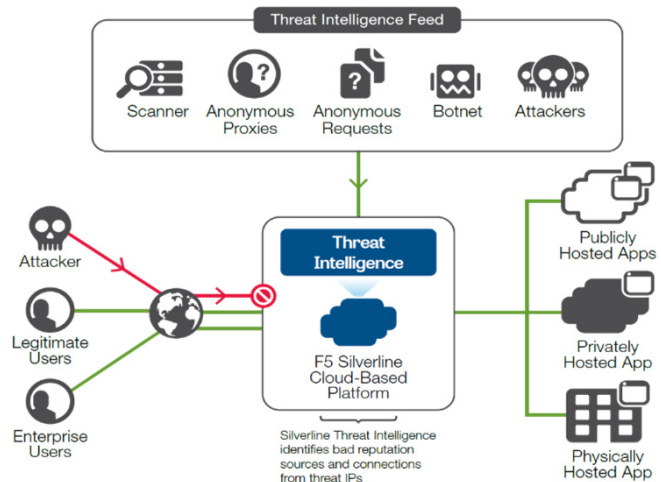 Threat Intelligence Feed
Scanner
Anonymous
Proxies
Anonymous
Requests
Botnet
Attackers
Attacker
Legitimate
Users
Enterprise
Users
Threat
Intelligence
F5 Silverline
Cloud-Based
Platform
Silverline Threat Intelligence
identifies bad reputation
sources and connections
from threat IPs
Publicly
Hosted Apps
Privately
Hosted App
Physically
Hosted App